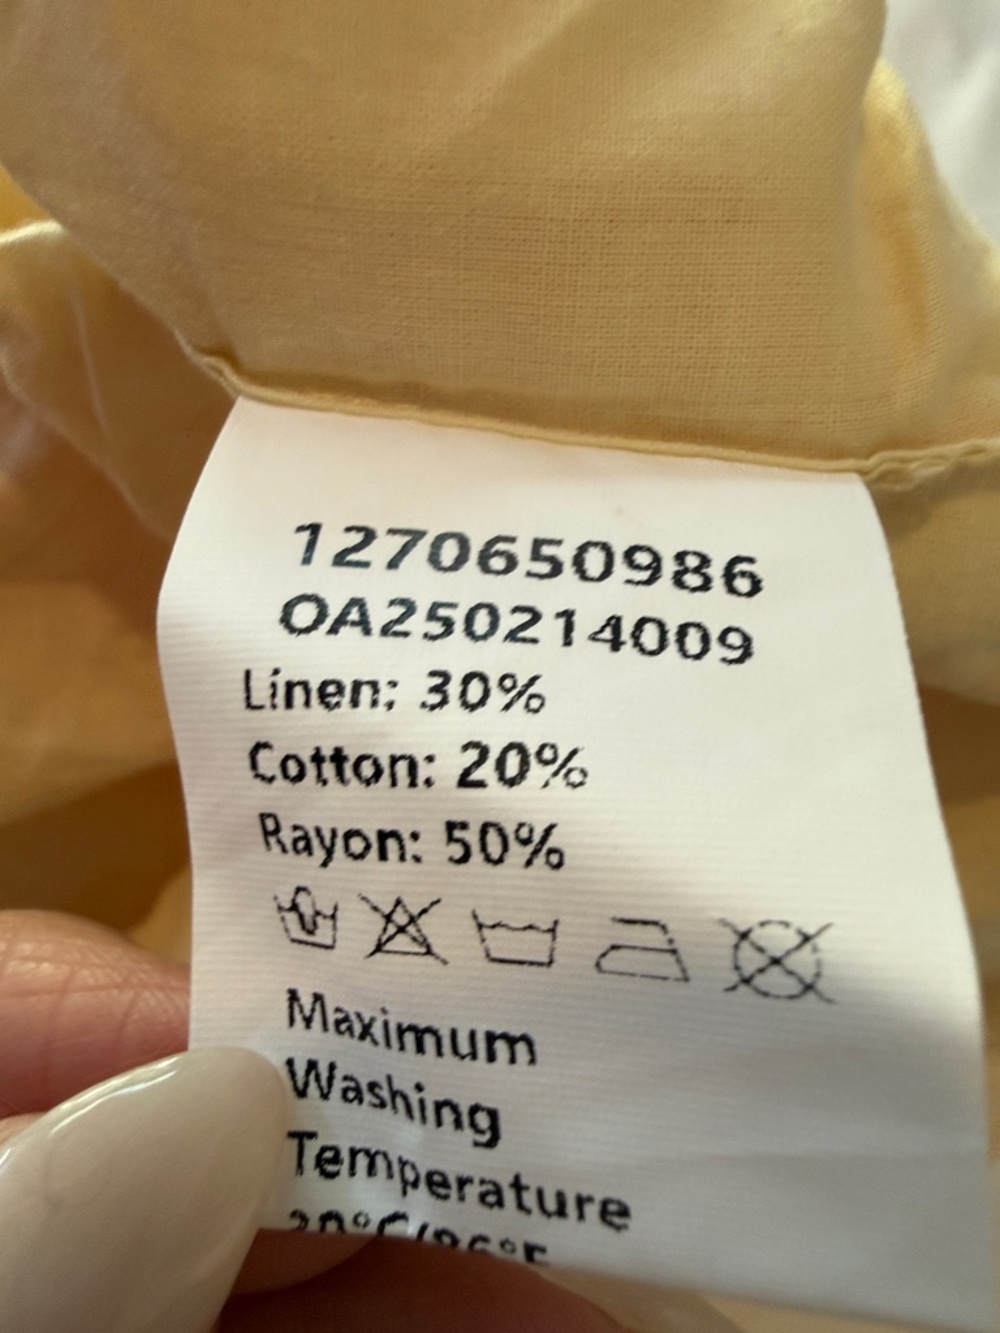 1270650986
OA250214009
Linen: 30%
Cotton: 20%
Rayon: 50%
Maximum
Washing
Temperature